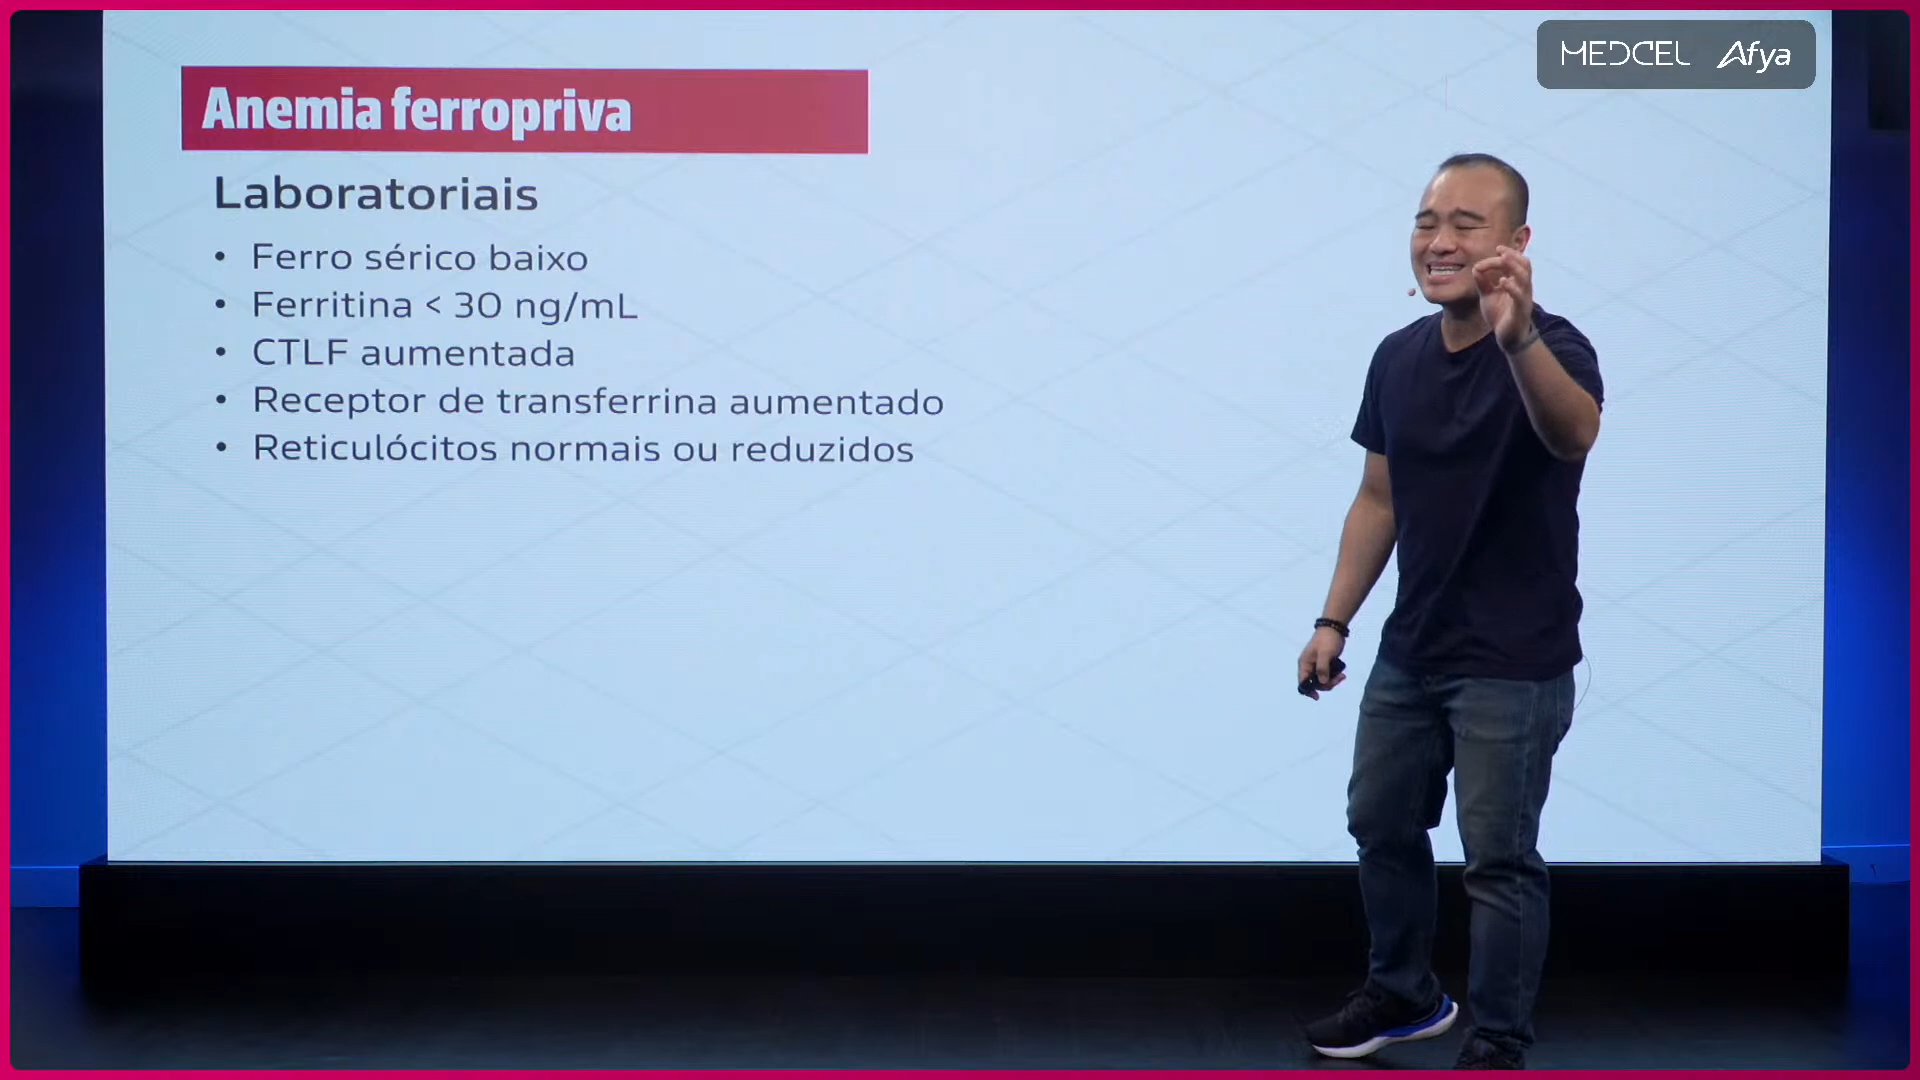 MEDCEL Afya
Anemia ferropriva
Laboratoriais
• Ferro sérico baixo
• Ferritina < 30 ng/mL
• CTLF aumentada
• Receptor de transferrina aumentado
• Reticulócitos normais ou reduzidos